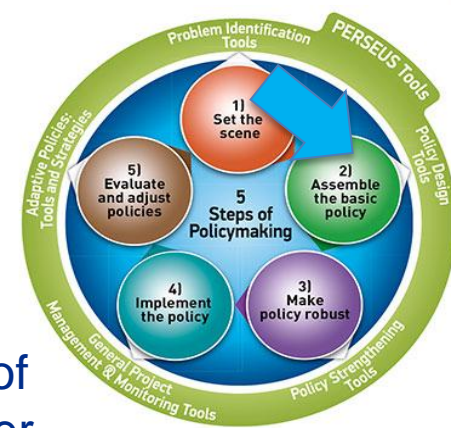 Problem Identification
Tools
PERSEUS Tools
Policy Design
Tools
Policy Strengthening
Tools
General Project
Management & Monitoring Tools
Adaptive Policies:
Tools and Strategies
1)
Set the
scene
2)
Assemble
the basic
policy
3)
Make
policy robust
4)
Implement
the policy
5)
Evaluate
and adjust
policies
5
Steps of
Policymaking
of